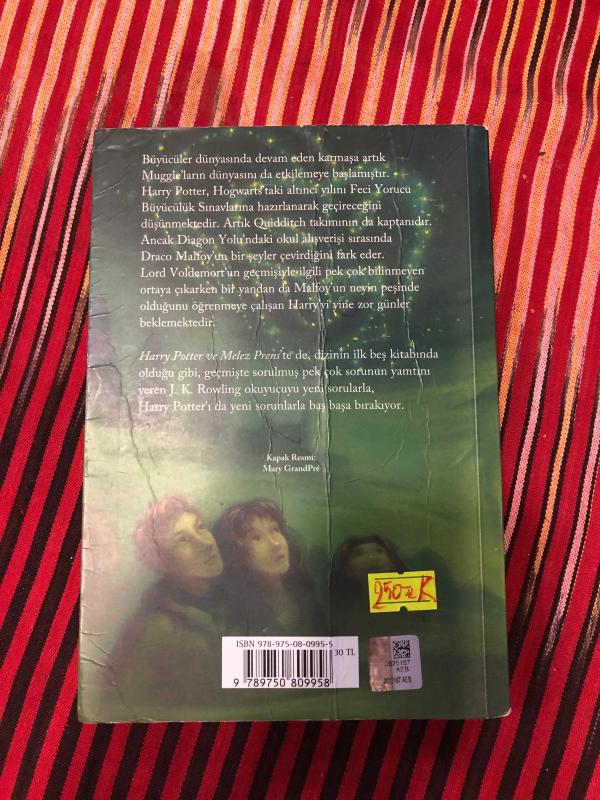 Büyücüler dünyasında devam eden karmaşa artık
Muggle'ların dünyasını da etkilemeye başlamıştır.
Harry Potter, Hogwarts'taki altıncı yılını Feci Yorucu
Büyücülük Sınavlarına hazırlanarak geçireceğini
düşünmektedir. Artık Quidditch takımının da kaptanıdır.
Ancak Diagon Yolu'ndaki okul alışverişi sırasında
Draco Malfoy'un bir şeyler çevirdiğini fark eder.
Lord Voldemort'un geçmişiyle ilgili pek çok bilinmeyen
ortaya çıkarken bir yandan da Malfoy'un neyin peşinde
olduğunu öğrenmeye çalışan Harry'yi yine zor günler
beklemektedir.
Harry Potter ve Melez Prens'te de, dizinin ilk beş kitabında
olduğu gibi, geçmişte sorulmuş pek çok sorunun yanıtını
veren J. K. Rowling okuyucuyu yeni sorularla,
Harry Potter'ı da yeni sorunlarla baş başa bırakıyor.
Kapak Resmi:
Mary GrandPré
250 TL K
ISBN 978-975-08-0995-5
30 TL
9 789750 809958
0825167
AEB
0825167 AEB